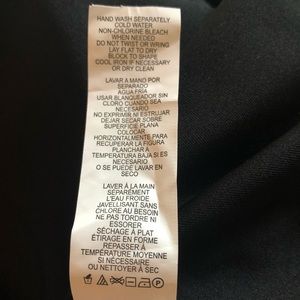 HAND WASH SEPARATELY
COLD WATER
NON-CHLORINE BLEACH
WHEN NEEDED
DO NOT TWIST OR WRING
LAY FLAT TO DRY
BLOCK TO SHAPE
COOL IRON IF NECESSARY
OR DRY CLEAN
LAVAR A MANO POR
SEPARADO
AGUA FRIA
USAR BLANQUEADOR SIN
CLORO CUANDO SEA
NECESARIO
NO EXPRIMIR NI ESTRUJAR
DEJAR SECAR SOBRE
SUPERFICIE PLANA
COLOCAR
HORIZONTALMENTE PARA
RECUPERAR LA FIGURA
PLANCHAR A
TEMPERATURA BAJA SI ES
NECESARIO
O SE PUEDE LAVAR EN
SECO
LAVER À LA MAIN
SÉPARÉMENT
L'EAU FROIDE
JAVELLISANT SANS
CHLORE AU BESOIN
NE PAS TORDRE NI
ESSORER
SÉCHAGE À PLAT
ÉTIRAGE EN FORME
REPASSER À
TEMPÉRATURE MOYENNE
SI NÉCESSAIRE
OU NETTOYER À SEC